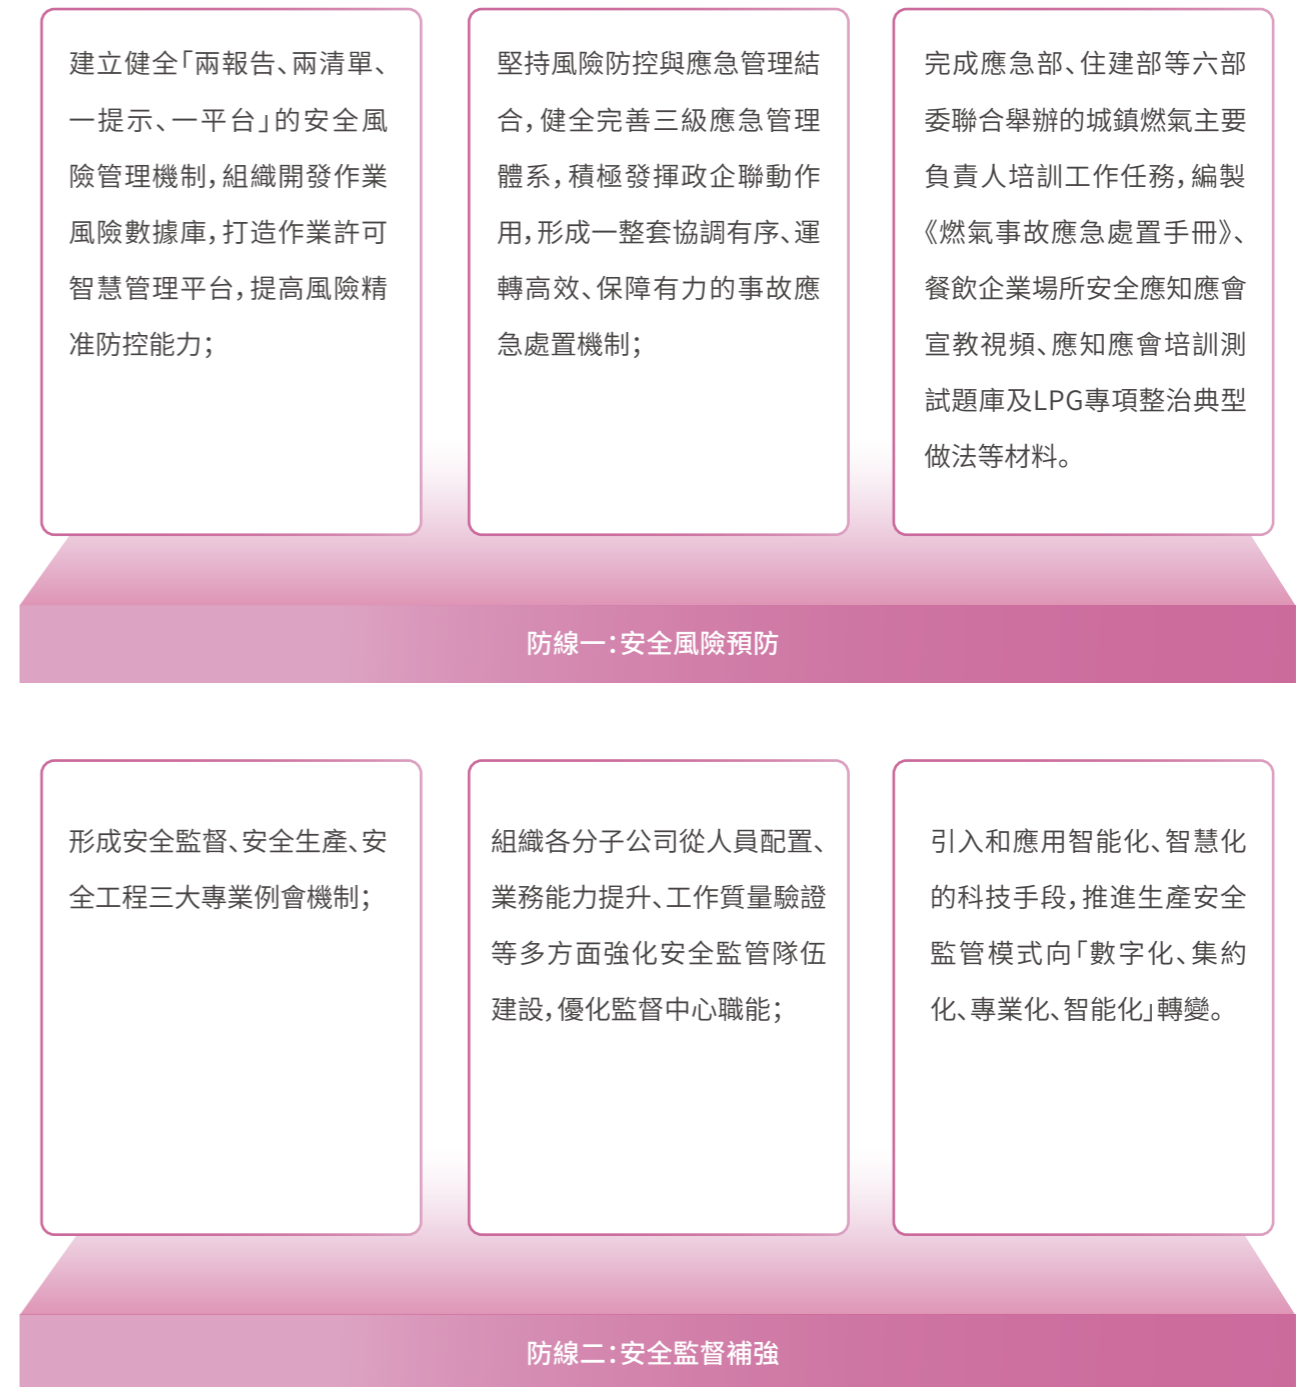 建立健全「兩報告、兩清單、
一提示、一平台」的安全風
險管理機制，組織開發作業
風險數據庫，打造作業許可
智慧管理平台，提高風險精
准防控能力；
堅持風險防控與應急管理結
合，健全完善三級應急管理
體系，積極發揮政企聯動作
用，形成一整套協調有序、運
轉高效、保障有力的事故應
急處置機制；
完成應急部、住建部等六部
委聯合舉辦的城鎮燃氣主要
負責人培訓工作任務，編製
《燃氣事故應急處置手冊》、
餐飲企業場所安全應知應會
宣教視頻、應知應會培訓測
試題庫及LPG專項整治典型
做法等材料。
防線一：安全風險預防
形成安全監督、安全生產、安
全工程三大專業例會機制；
組織各分子公司從人員配置、
業務能力提升、工作質量驗證
等多方面強化安全監管隊伍
建設，優化監督中心職能；
引入和應用智能化、智慧化
的科技手段，推進生產安全
監管模式向「數字化、集約
化、專業化、智能化」轉變。
防線二：安全監督補強